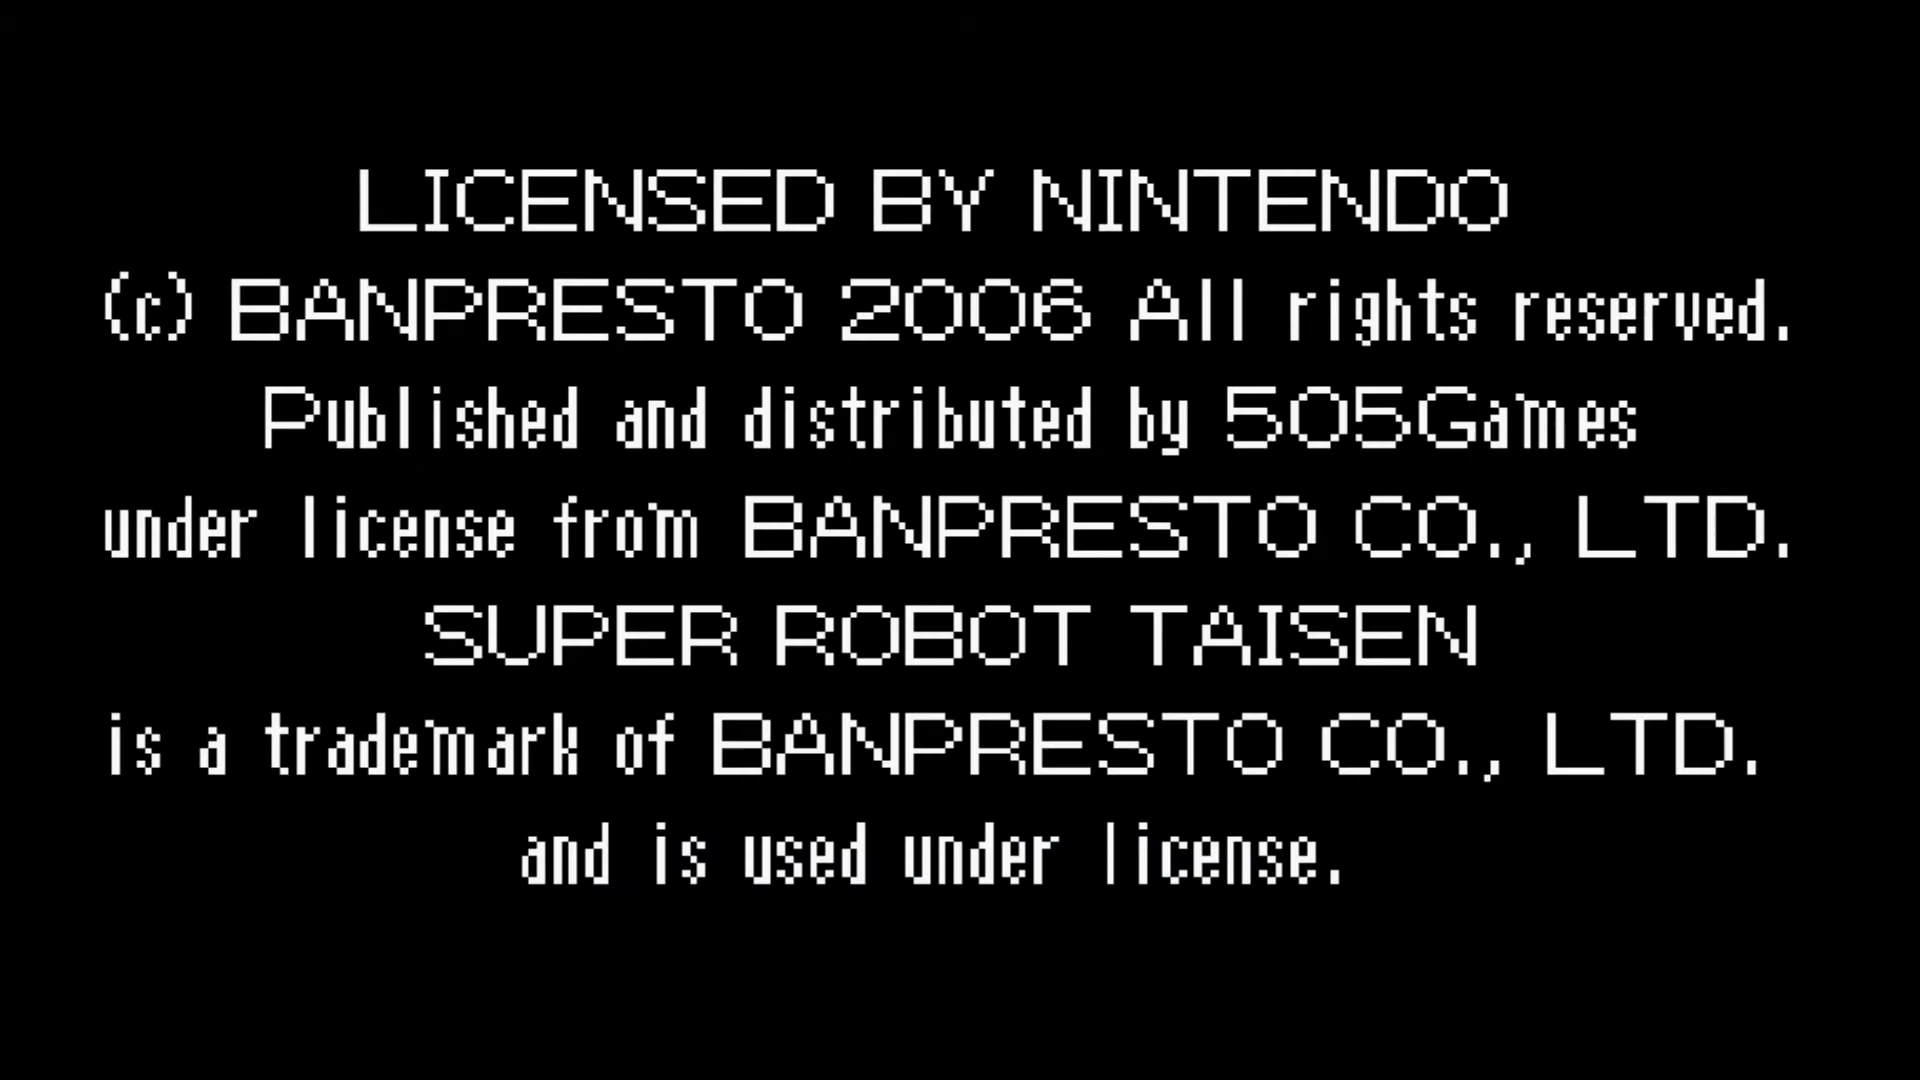 LICENSED BY NINTENDO
(c) BANPRESTO 2006 All rights reserved.
Published and distributed by 505Games
under license from BANPRESTO CO., LTD.
SUPER ROBOT TAISEN
is a trademark of BANPRESTO CO., LTD.
and is used under license.